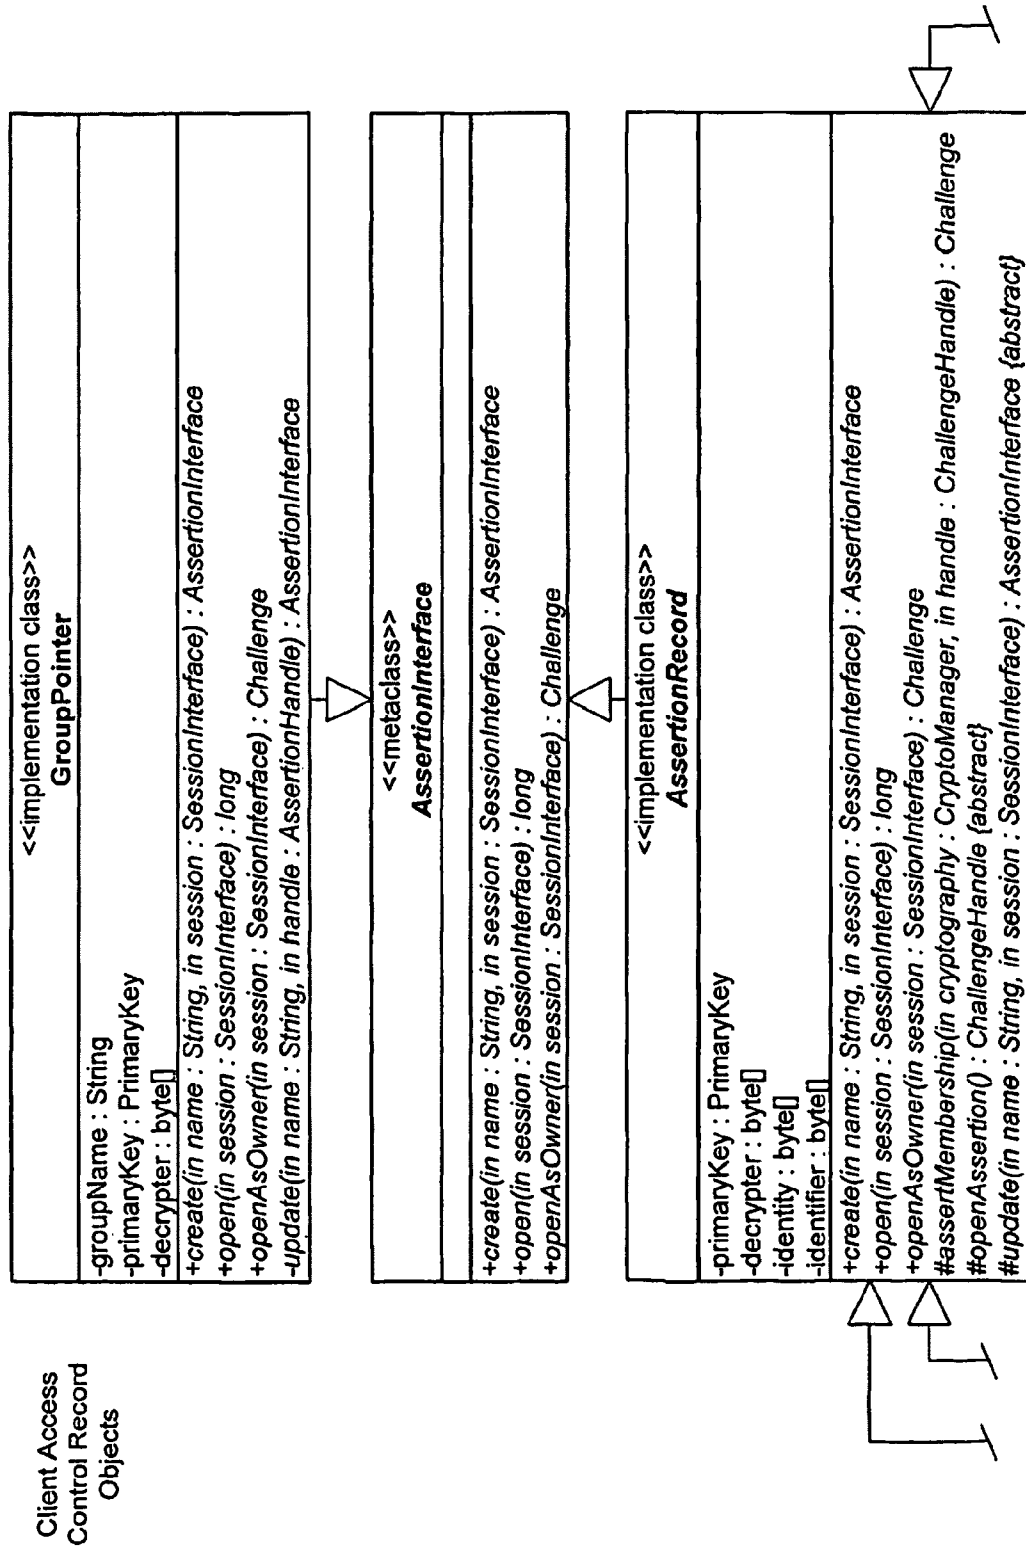 Client Access
Control Record
Objects
<<implementation class>>
GroupPointer
-groupName : String
-primaryKey : PrimaryKey
-decrypter : byte[]
+create(in name : String, in session : SessionInterface) : AssertionInterface
+open(in session : SessionInterface) : long
+openAsOwner(in session : SessionInterface) : Challenge
-update(in name : String, in handle : AssertionHandle) : AssertionInterface
<<metaclass>>
AssertionInterface
+create(in name : String, in session : SessionInterface) : AssertionInterface
+open(in session : SessionInterface) : long
+openAsOwner(in session : SessionInterface) : Challenge
<<implementation class>>
AssertionRecord
-primaryKey : PrimaryKey
-decrypter : byte[]
-identity : byte[]
-identifier : byte[]
+create(in name : String, in session : SessionInterface) : AssertionInterface
+open(in session : SessionInterface) : long
+openAsOwner(in session : SessionInterface) : Challenge
#assertMembership(in cryptography : CryptoManager, in handle : ChallengeHandle) : Challenge
#openAssertion() : ChallengeHandle {abstract}
#update(in name : String, in session : SessionInterface) : AssertionInterface {abstract}